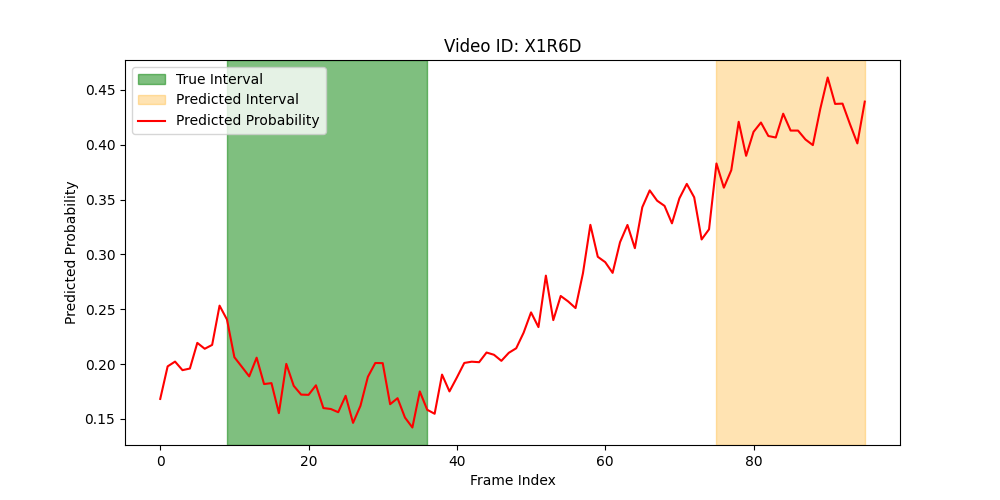 Video ID: X1R6D
True Interval
Predicted Interval
Predicted Probability
0.45
0.40
0.35
0.30
0.25
0.20
0.15
Predicted Probability
0 20 40 60 80
Frame Index